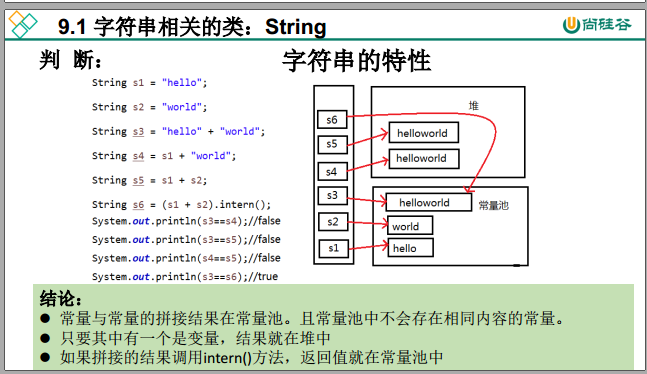 9.1 字符串相关的类：String
尚硅谷
判 断：
字符串的特性
String s1 = "hello";
String s2 = "world";
String s3 = "hello" + "world";
String s4 = s1 + "world";
String s5 = s1 + s2;
String s6 = (s1 + s2).intern();
System.out.println(s3==s4);//false
System.out.println(s3==s5);//false
System.out.println(s4==s5);//false
System.out.println(s3==s6);//true
堆
s6
s5
helloworld
s4
helloworld
s3
helloworld
常量池
s2
world
s1
hello
结论：
● 常量与常量的拼接结果在常量池。且常量池中不会存在相同内容的常量。
● 只要其中有一个是变量，结果就在堆中
● 如果拼接的结果调用intern()方法，返回值就在常量池中